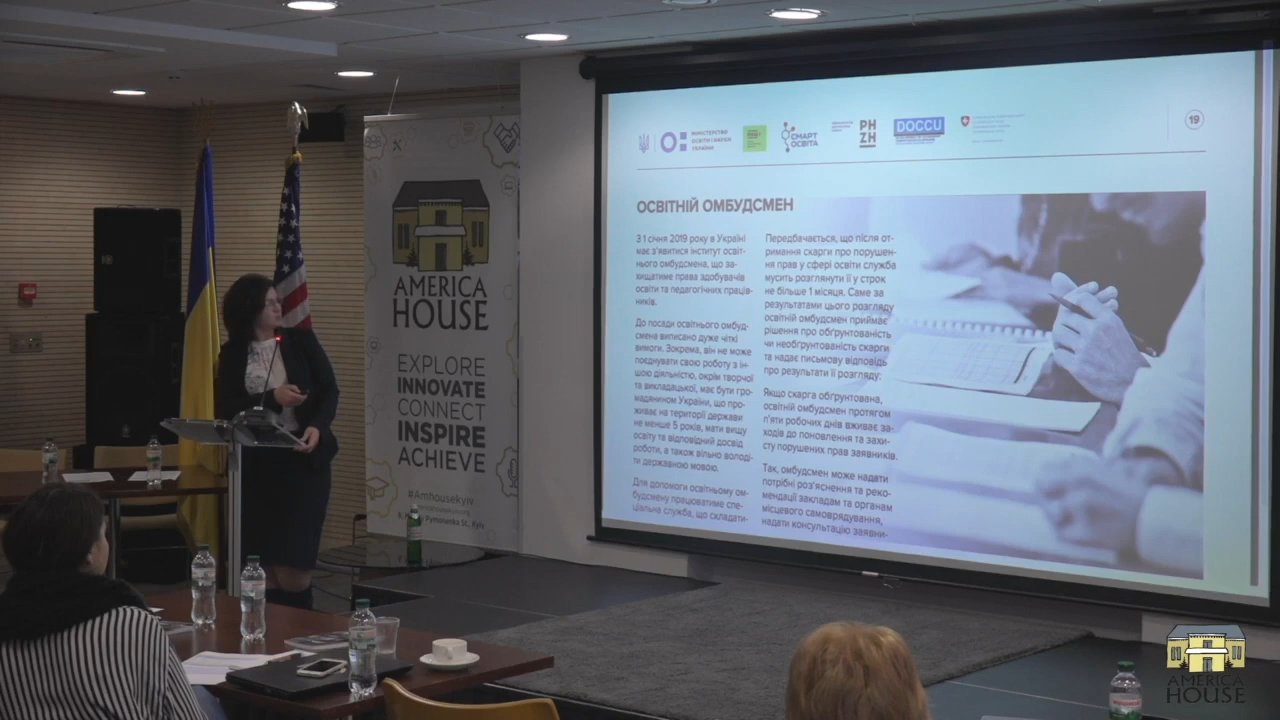 AMERICA
HOUSE
EXPLORE
INNOVATE
CONNECT
INSPIRE
ACHIEVE
#Amhousekyiv
МІНІСТЕРСТВО
ОСВІТИ І НАУКИ
УКРАЇНИ
СМАРТ
ОСВІТА
PH
ZH
DOCCU
19
ОСВІТНІЙ ОМБУДСМЕН
З 1 січня 2019 року в Україні
має з'явитися інститут освіт-
нього омбудсмена, що за-
хищатиме права здобувачів
освіти та педагогічних праців-
ників.
До посади освітнього омбуд-
смена виписано дуже чіткі
вимоги. Зокрема, він не може
поєднувати свою роботу з ін-
шою діяльністю, окрім творчої
та викладацької, має бути гро-
мадянином України, що про-
живає на території держави
не менше 5 років, мати вищу
освіту та відповідний досвід
роботи, а також вільно володі-
ти державною мовою.
Для допомоги освітньому ом-
будсмену працюватиме спе-
ціальна служба, що складати-
Передбачається, що після от-
римання скарги про порушен-
ня прав у сфері освіти служба
мусить розглянути її у строк
не більше 1 місяця. Саме за
результатами цього розгляду
освітній омбудсмен приймає
рішення про обґрунтованість
чи необґрунтованість скарги
та надає письмову відповідь
про результати її розгляду.
Якщо скарга обґрунтована,
освітній омбудсмен протягом
п'яти робочих днів вживає за-
ходів до поновлення та захи-
сту порушених прав заявників.
Так, омбудсмен може надати
потрібні роз'яснення та реко-
мендації закладам та органам
місцевого самоврядування,
надати консультацію заявни-
AMERICA
HOUSE